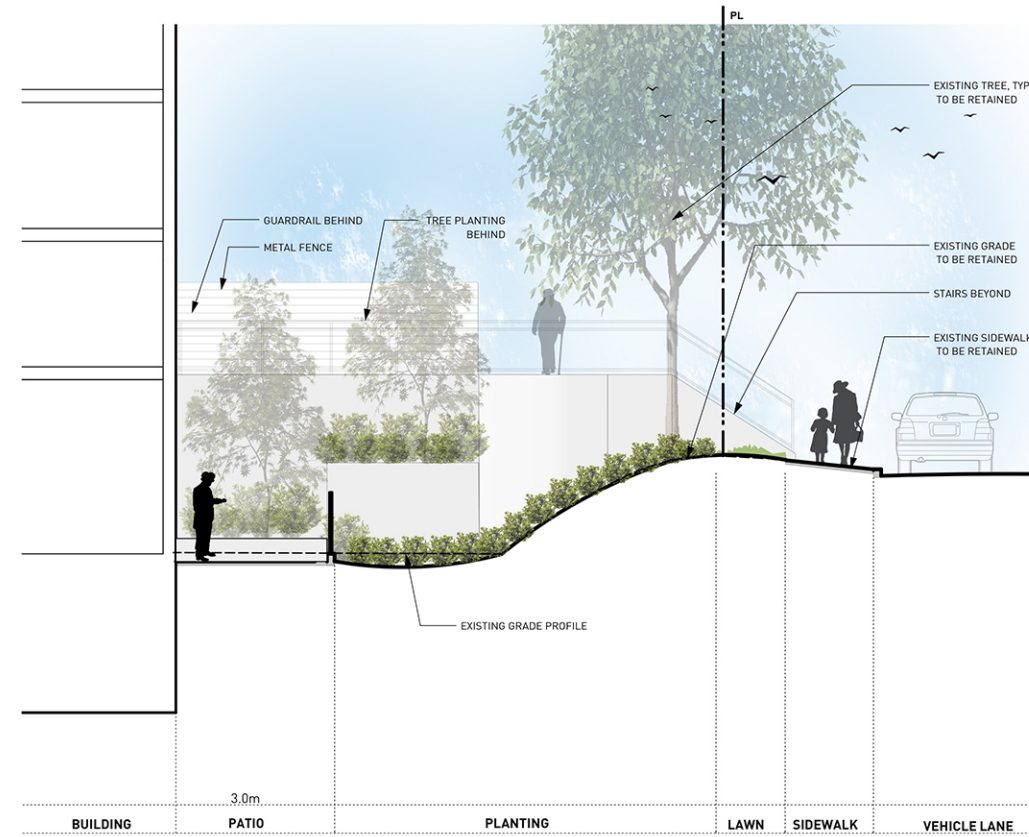 PL
EXISTING TREE, TYP
TO BE RETAINED
GUARDRAIL BEHIND
TREE PLANTING
BEHIND
METAL FENCE
EXISTING GRADE
TO BE RETAINED
STAIRS BEYOND
EXISTING SIDEWALK
TO BE RETAINED
EXISTING GRADE PROFILE
3.0m
BUILDING
PATIO
PLANTING
LAWN
SIDEWALK
VEHICLE LANE